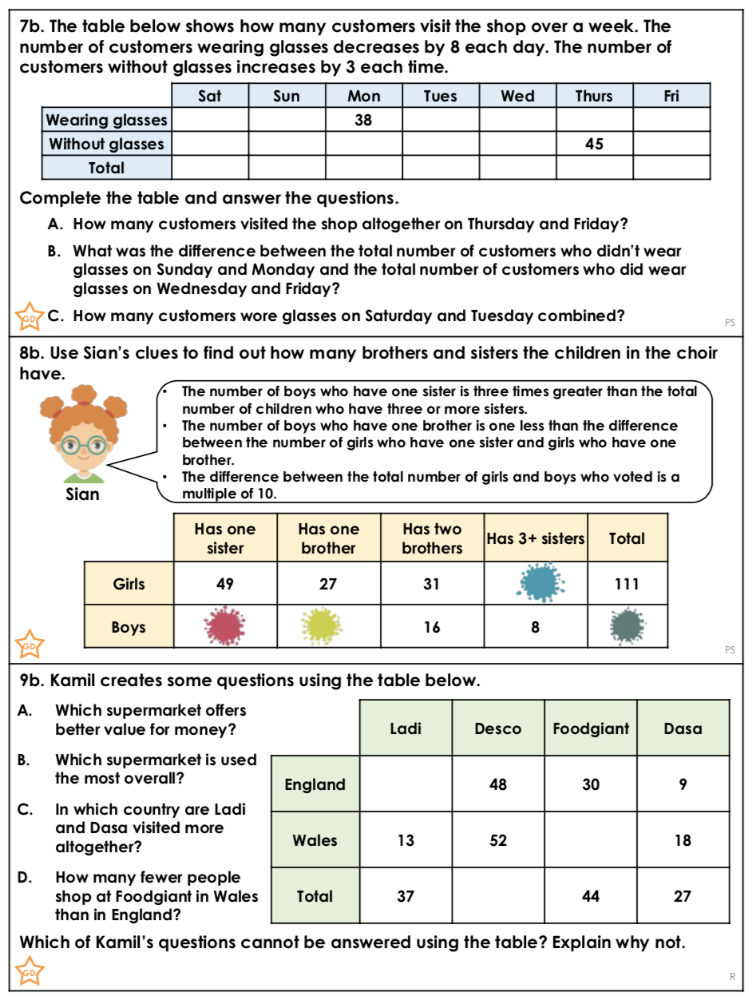 7b. The table below shows how many customers visit the shop over a week. The
number of customers wearing glasses decreases by 8 each day. The number of
customers without glasses increases by 3 each time.
Sat Sun Mon Tues Wed Thurs Fri
Wearing glasses 38
Without glasses 45
Total
Complete the table and answer the questions.
A. How many customers visited the shop altogether on Thursday and Friday?
B. What was the difference between the total number of customers who didn't wear
glasses on Sunday and Monday and the total number of customers who did wear
glasses on Wednesday and Friday?
GD C. How many customers wore glasses on Saturday and Tuesday combined?
PS
8b. Use Sian's clues to find out how many brothers and sisters the children in the choir
have.
• The number of boys who have one sister is three times greater than the total
number of children who have three or more sisters.
• The number of boys who have one brother is one less than the difference
between the number of girls who have one sister and girls who have one
brother.
• The difference between the total number of girls and boys who voted is a
multiple of 10.
Sian
Has one sister Has one brother Has two brothers Has 3+ sisters Total
Girls 49 27 31 111
Boys 16 8
GD
PS
9b. Kamil creates some questions using the table below.
A. Which supermarket offers
better value for money?
B. Which supermarket is used
the most overall?
C. In which country are Ladi
and Dasa visited more
altogether?
D. How many fewer people
shop at Foodgiant in Wales
than in England?
Ladi Desco Foodgiant Dasa
England 48 30 9
Wales 13 52 18
Total 37 44 27
Which of Kamil's questions cannot be answered using the table? Explain why not.
GD
R